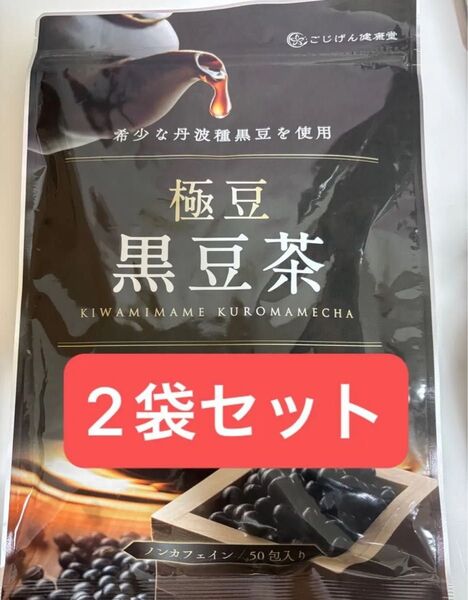 ごじげん健康堂
希少な丹波種黒豆を使用
極豆
黒豆茶
KIWAMIMAME KUROMAMECHA
2袋セット
ノンカフェイン/50包入り